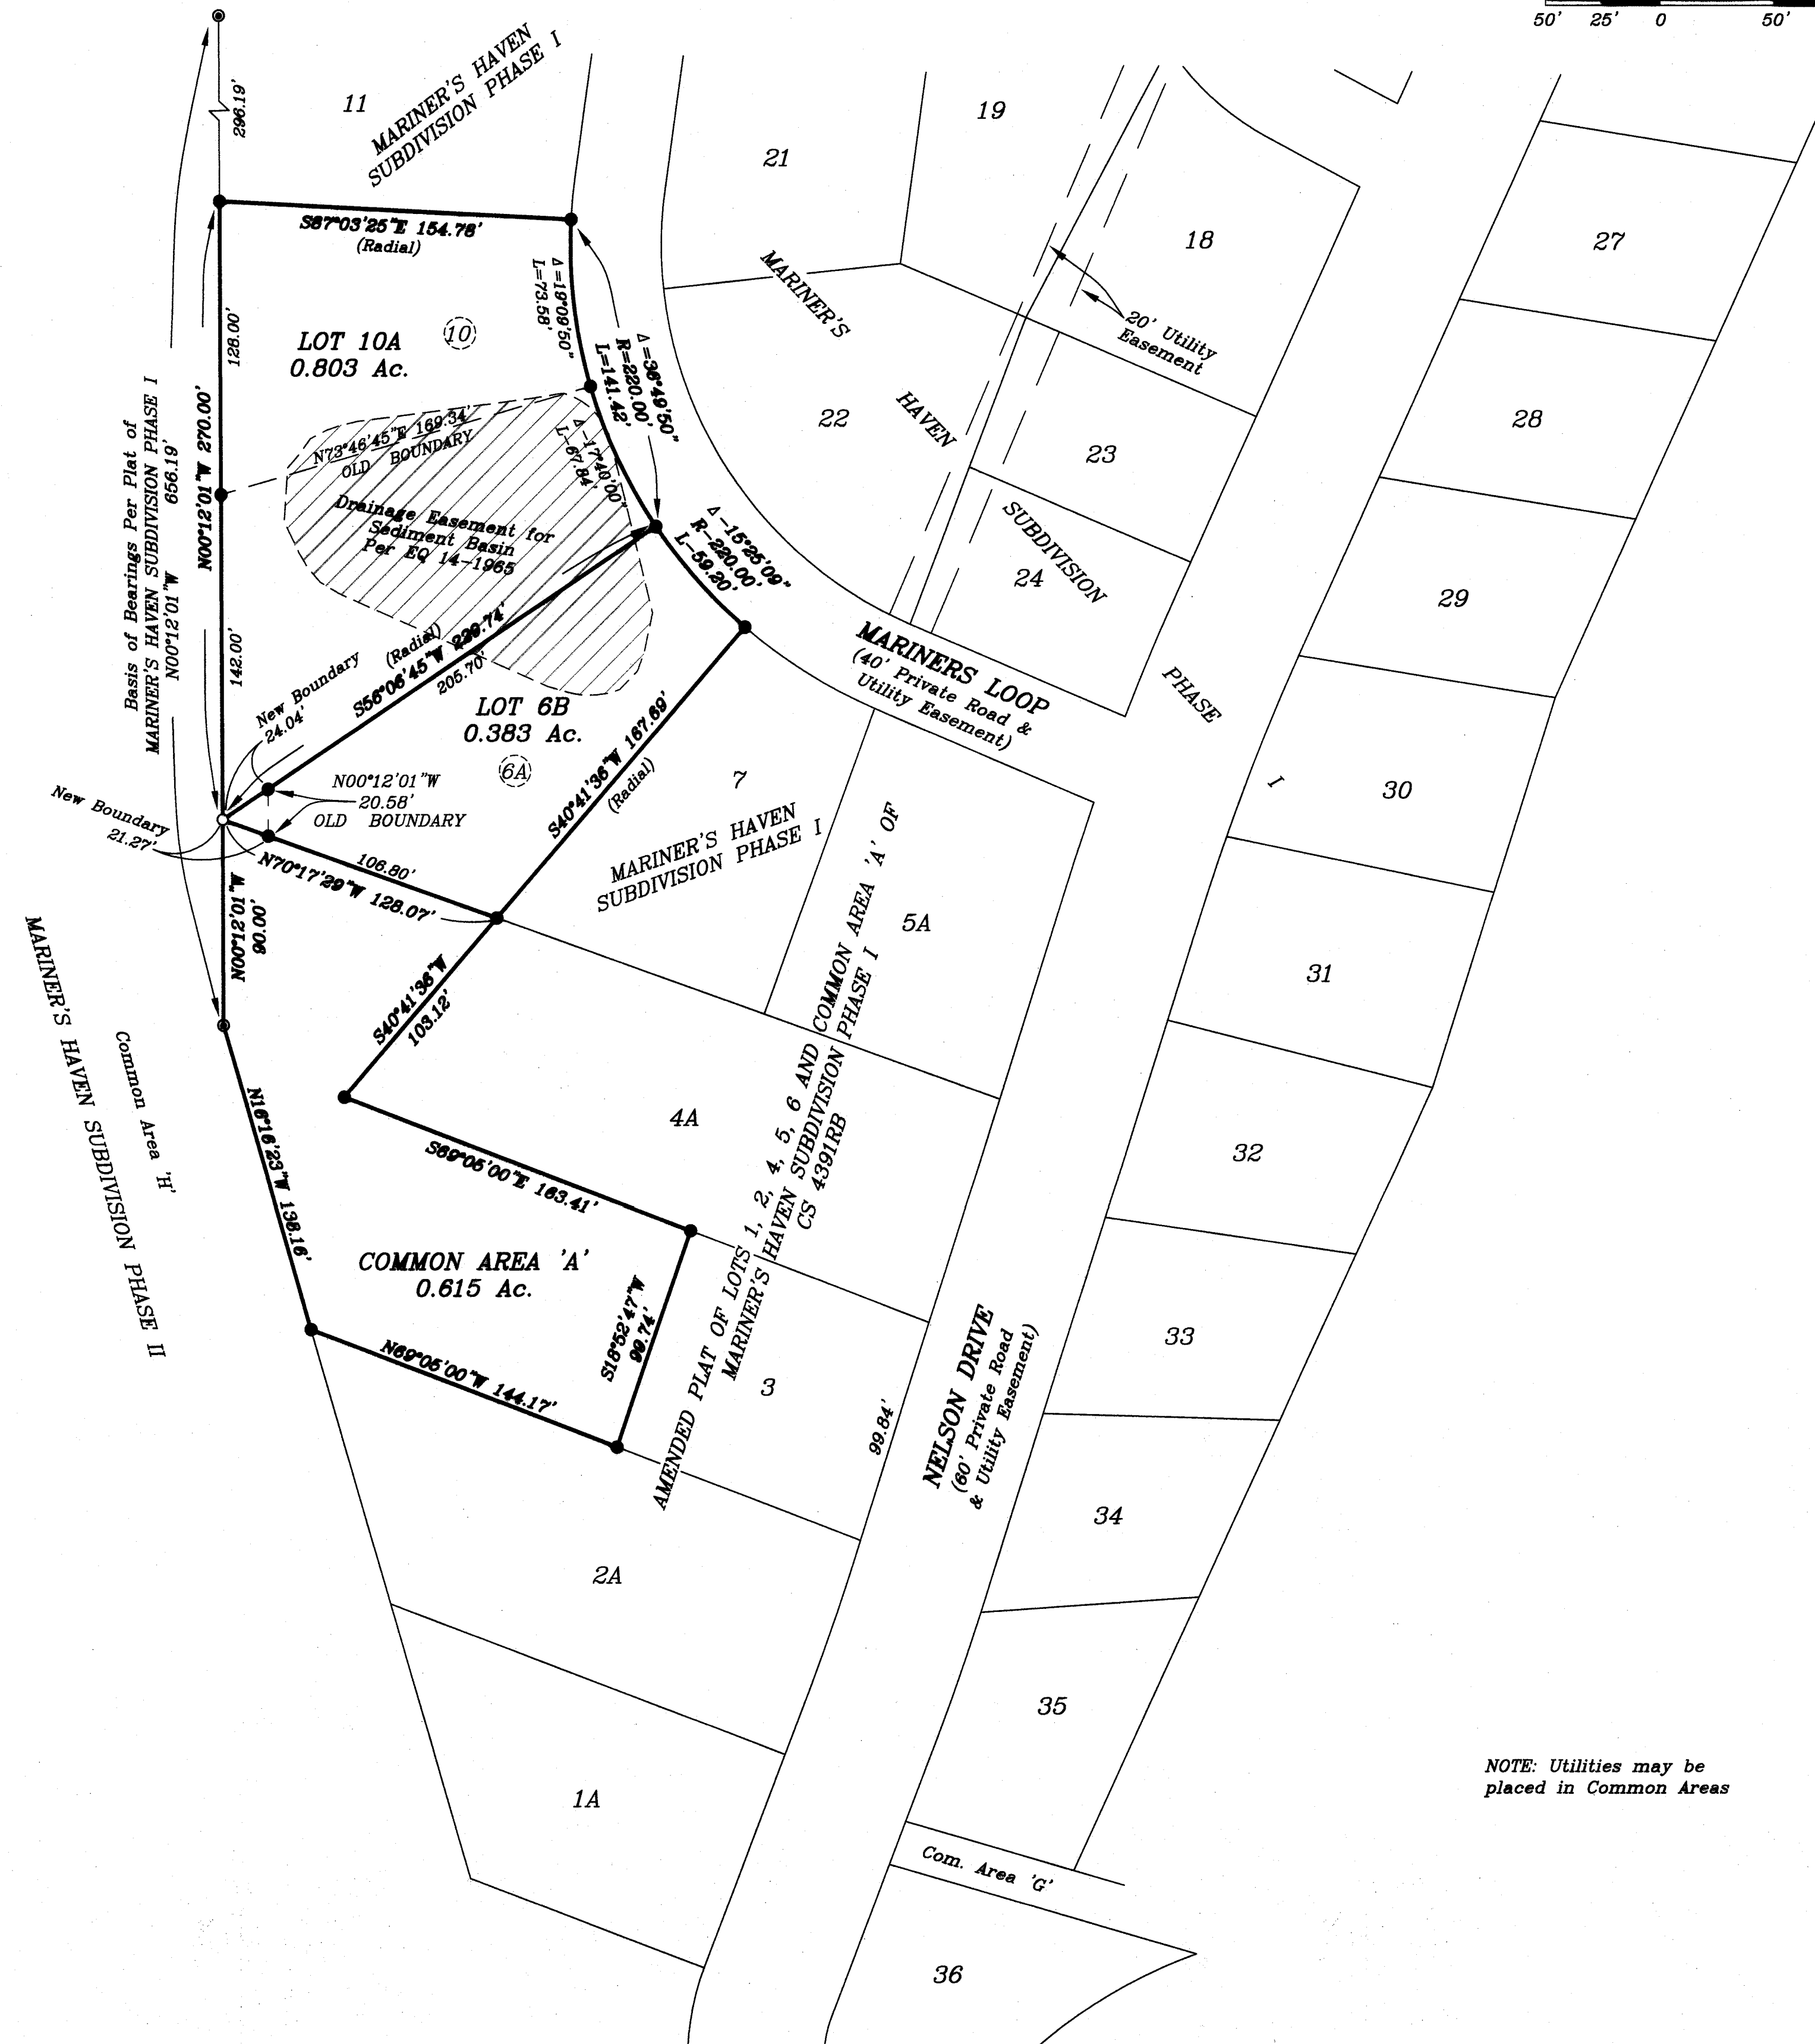 50' 25' 0 50'
296.19'
11
MARINER'S HAVEN
SUBDIVISION PHASE I
19
21
18
27
S87°03'25"E 154.78'
(Radial)
Δ=19°09'50"
L=73.58'
MARINER'S
HAVEN
SUBDIVISION
PHASE
I
20' Utility
Easement
128.00'
LOT 10A
0.803 Ac.
10
Δ=36°49'50"
R=220.00'
L=141.42'
22
23
28
Basis of Bearings Per Plat of
MARINER'S HAVEN SUBDIVISION PHASE I
N00°12'01"W 656.19'
N00°12'01"W 270.00'
N73°46'45"E 169.34'
OLD BOUNDARY
Δ=17°40'00"
L=67.84'
Drainage Easement for
Sediment Basin
Per EQ 14-1965
Δ=15°25'09"
R=220.00'
L=59.20'
24
29
142.00'
New Boundary
24.04'
(Radial)
S56°06'45"W 229.74'
205.70'
MARINERS LOOP
(40' Private Road &
Utility Easement)
LOT 6B
0.383 Ac.
6A
S40°41'36"W 167.69'
(Radial)
7
30
New Boundary
21.27'
N00°12'01"W
20.58'
OLD BOUNDARY
MARINER'S HAVEN
SUBDIVISION PHASE I
106.80'
N70°17'29"W 128.07'
N00°12'01"W
90.00'
5A
31
S40°41'36"W
103.12'
MARINER'S HAVEN SUBDIVISION PHASE II
Common Area 'H'
N16°16'23"W 138.16'
4A
AMENDED PLAT OF LOTS 1, 2, 4, 5, 6 AND COMMON AREA 'A' OF
MARINER'S HAVEN SUBDIVISION PHASE I
CS 4391RB
32
S69°05'00"E 163.41'
COMMON AREA 'A'
0.615 Ac.
S18°52'47"W
99.74'
33
N69°05'00"W 144.17'
3
99.84'
NELSON DRIVE
(60' Private Road
& Utility Easement)
34
2A
35
NOTE: Utilities may be
placed in Common Areas
1A
Com. Area 'G'
36